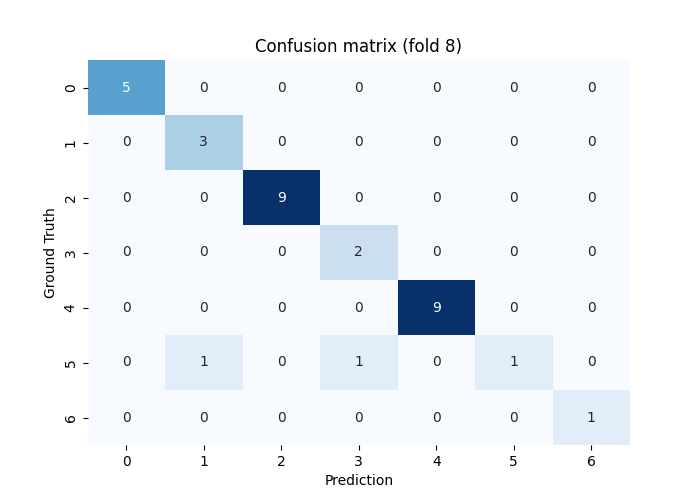 Confusion matrix (fold 8)
Ground Truth
0 5 0 0 0 0 0 0
1 0 3 0 0 0 0 0
2 0 0 9 0 0 0 0
3 0 0 0 2 0 0 0
4 0 0 0 0 9 0 0
5 0 1 0 1 0 1 0
6 0 0 0 0 0 0 1
0 1 2 3 4 5 6
Prediction